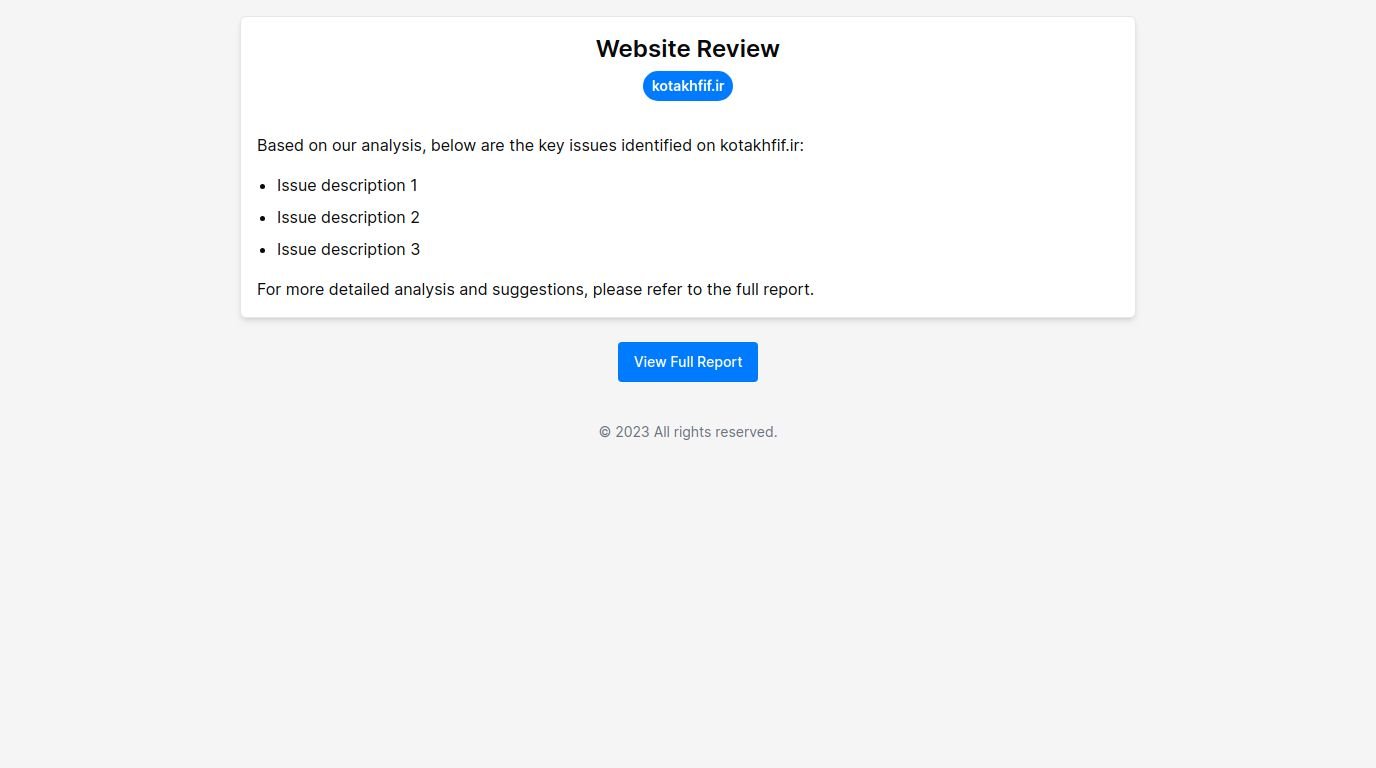 Website Review
kotakhfif.ir
Based on our analysis, below are the key issues identified on kotakhfif.ir:
• Issue description 1
• Issue description 2
• Issue description 3
For more detailed analysis and suggestions, please refer to the full report.
View Full Report
© 2023 All rights reserved.